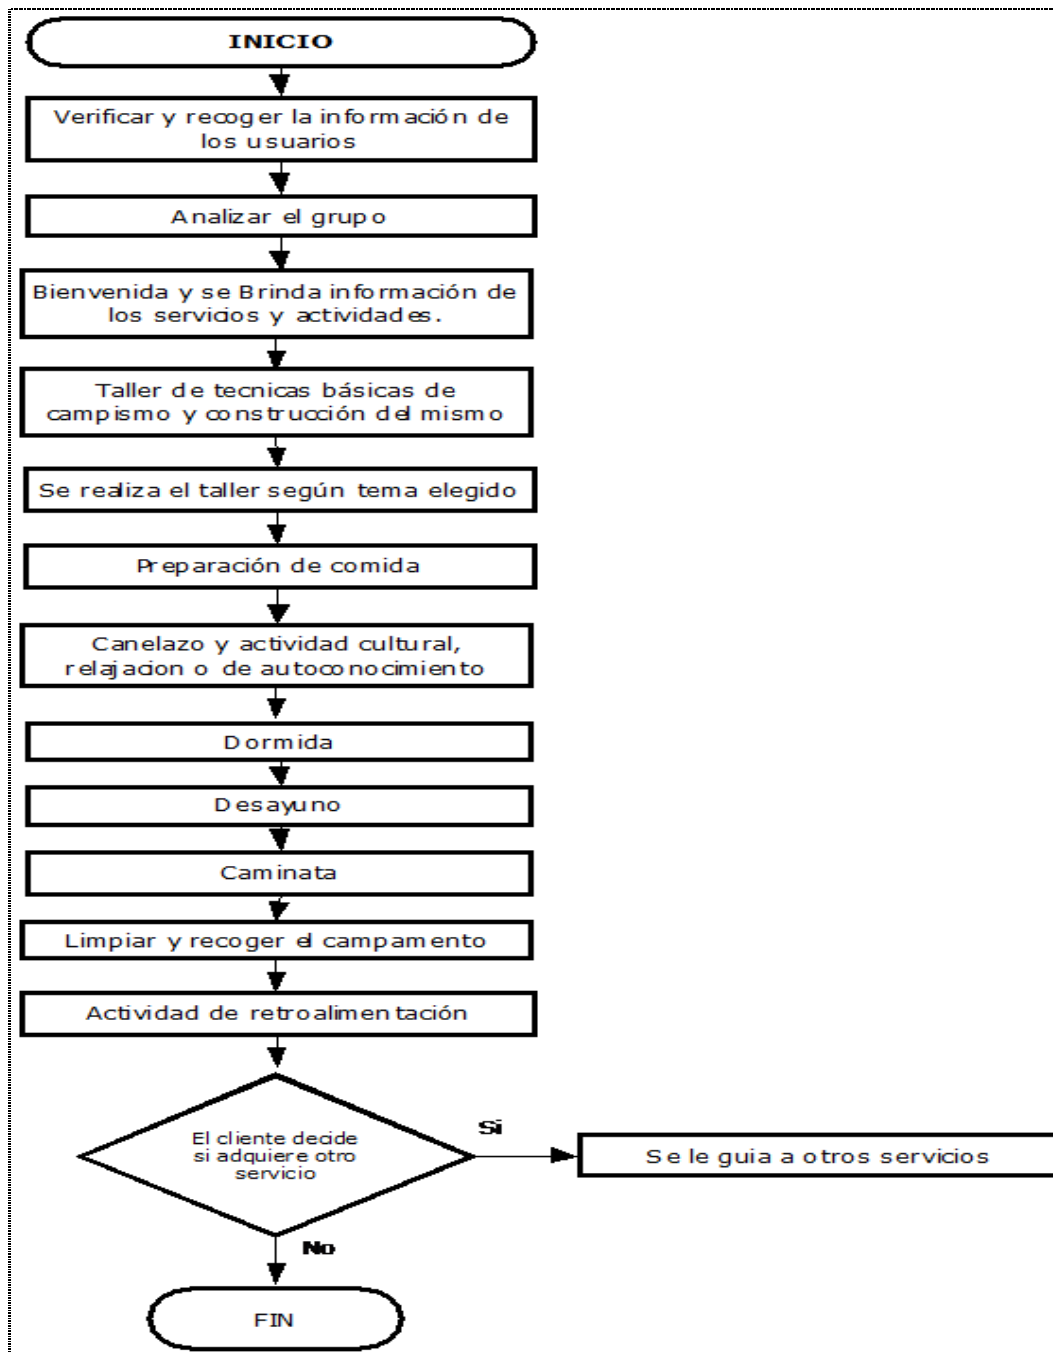 INICIO
Verificar y recoger la información de
los usuarios
Analizar el grupo
Bienvenida y se Brinda información de
los servicios y actividades.
Taller de tecnicas básicas de
campismo y construcción del mismo
Se realiza el taller según tema elegido
Preparación de comida
Canelazo y actividad cultural,
relajacion o de autoconocimiento
Dormida
Desayuno
Caminata
Limpiar y recoger el campamento
Actividad de retroalimentación
El cliente decide
si adquiere otro
servicio
Si
Se le guia a otros servicios
No
FIN